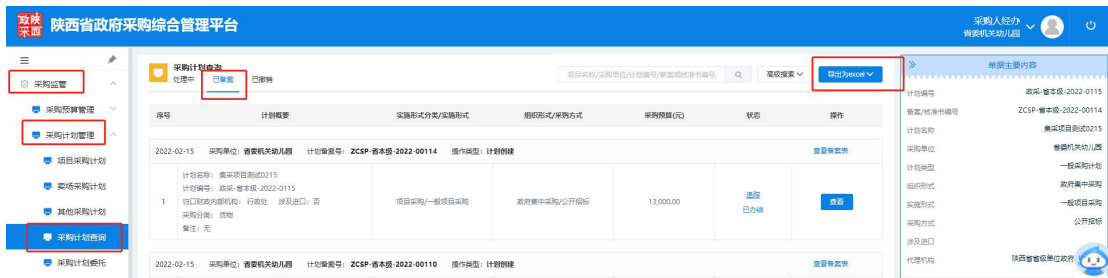 政陕
采西
陕西省政府采购综合管理平台
采购人经办
省委机关幼儿园
采购监管
采购预算管理
采购计划管理
项目采购计划
卖场采购计划
其他采购计划
采购计划查询
采购计划委托
采购计划查询
处理中 已备案 已撤销
项目名称/采购单位/计划编号/备案或核准书编号,
高级搜索
导出为excel
序号 计划概要 实施形式分类/实施形式 组织形式/采购方式 采购预算(元) 状态 操作
2022-02-15 采购单位: 省委机关幼儿园 计划备案号: ZCSP-省本级-2022-00114 操作类型: 计划创建 查看备案表
计划名称: 集采项目测试0215
计划编号: 政采-省本级-2022-0115
1 归口财政内部机构: 行政处 涉及进口: 否 项目采购/一般项目采购 政府集中采购/公开招标 13,000.00 追踪 已办结 查看
采购分类: 货物
备注: 无
2022-02-15 采购单位: 省委机关幼儿园 计划备案号: ZCSP-省本级-2022-00110 操作类型: 计划创建 查看备案表
单据主要内容
计划编号 政采-省本级-2022-0115
备案/核准书编号 ZCSP-省本级-2022-00114
计划名称 集采项目测试0215
采购单位 省委机关幼儿园
计划类型 一般采购计划
组织形式 政府集中采购
实施形式 一般项目采购
采购方式 公开招标
涉及进口
代理机构 陕西省省级单位政府